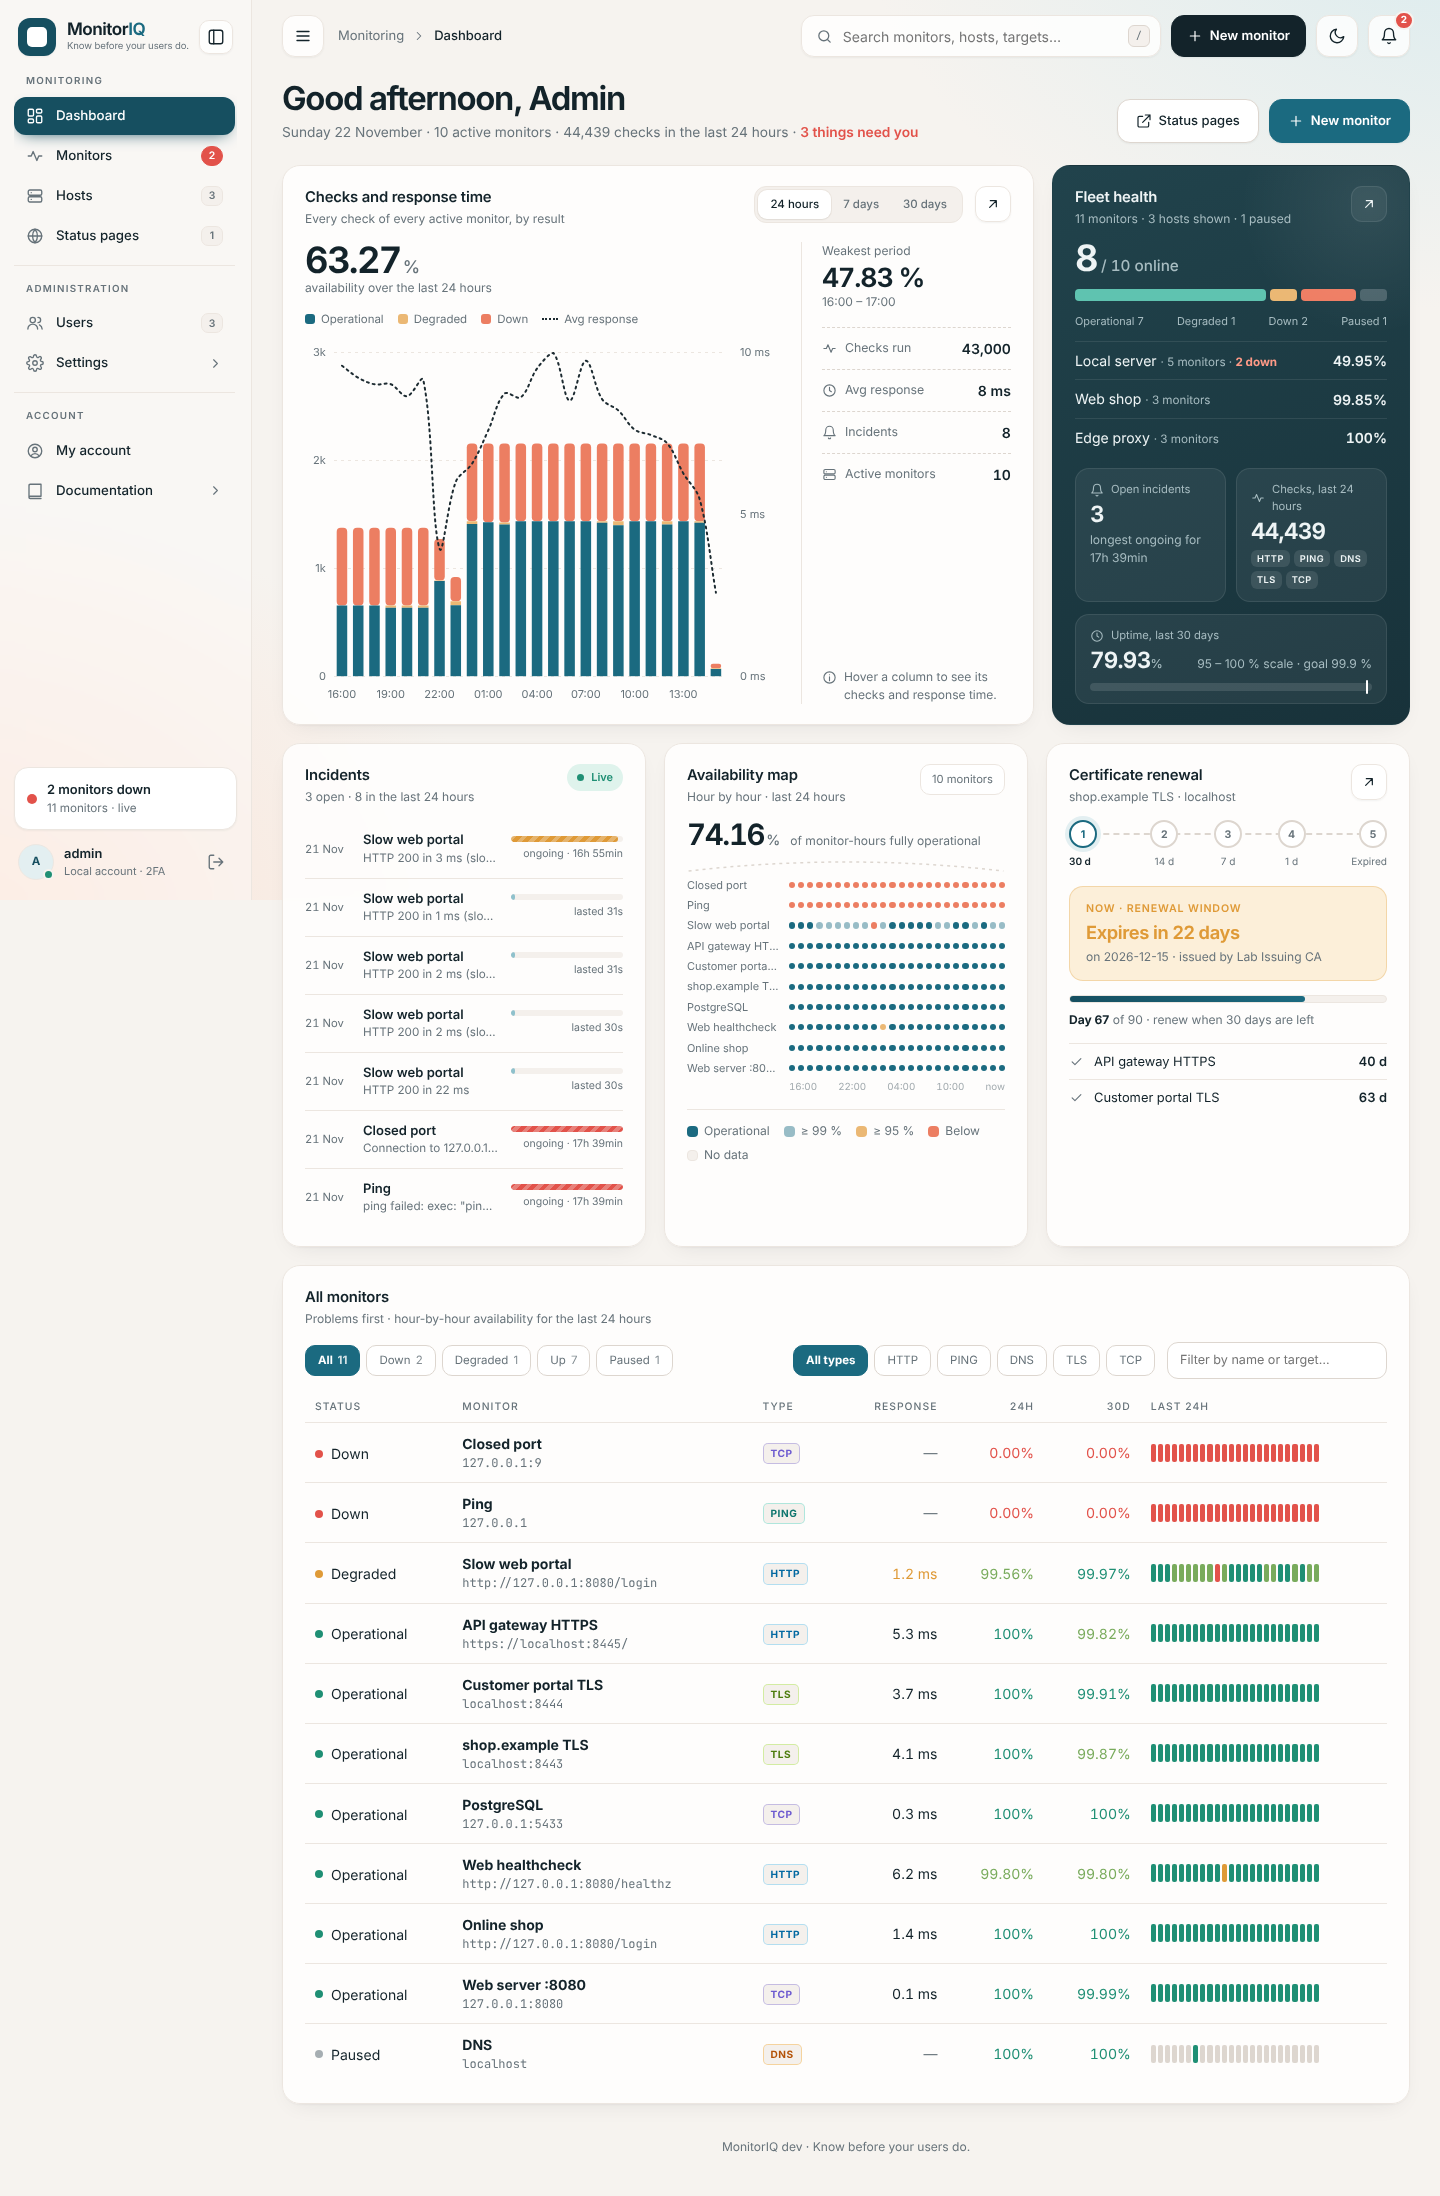 MonitorIQ
Know before your users do.
MONITORING
Dashboard
Monitors 2
Hosts 3
Status pages 1
ADMINISTRATION
Users 3
Settings
ACCOUNT
My account
Documentation
2 monitors down
11 monitors · live
A
admin
Local account · 2FA
Monitoring > Dashboard
Search monitors, hosts, targets... /
+ New monitor
2
Good afternoon, Admin
Sunday 22 November · 10 active monitors · 44,439 checks in the last 24 hours · 3 things need you
Status pages
+ New monitor
Checks and response time
Every check of every active monitor, by result
24 hours 7 days 30 days
63.27 %
availability over the last 24 hours
Operational Degraded Down Avg response
3k
2k
1k
0
10 ms
5 ms
0 ms
16:00 19:00 22:00 01:00 04:00 07:00 10:00 13:00
Weakest period
47.83 %
16:00 – 17:00
Checks run 43,000
Avg response 8 ms
Incidents 8
Active monitors 10
Hover a column to see its
checks and response time.
Fleet health
11 monitors · 3 hosts shown · 1 paused
8 / 10 online
Operational 7 Degraded 1 Down 2 Paused 1
Local server · 5 monitors · 2 down 49.95%
Web shop · 3 monitors 99.85%
Edge proxy · 3 monitors 100%
Open incidents
3
longest ongoing for
17h 39min
Checks, last 24
hours
44,439
HTTP PING DNS
TLS TCP
Uptime, last 30 days
79.93% 95 – 100 % scale · goal 99.9 %
Incidents
3 open · 8 in the last 24 hours
Live
21 Nov
Slow web portal
HTTP 200 in 3 ms (slo...
ongoing · 16h 55min
21 Nov
Slow web portal
HTTP 200 in 1 ms (slo...
lasted 31s
21 Nov
Slow web portal
HTTP 200 in 2 ms (slo...
lasted 31s
21 Nov
Slow web portal
HTTP 200 in 2 ms (slo...
lasted 30s
21 Nov
Slow web portal
HTTP 200 in 22 ms
lasted 30s
21 Nov
Closed port
Connection to 127.0.0.1...
ongoing · 17h 39min
21 Nov
Ping
ping failed: exec: "pin...
ongoing · 17h 39min
Availability map
Hour by hour · last 24 hours
10 monitors
74.16 % of monitor-hours fully operational
Closed port
Ping
Slow web portal
API gateway HT...
Customer porta...
shop.example T...
PostgreSQL
Web healthcheck
Online shop
Web server :80...
16:00 22:00 04:00 10:00 now
Operational ≥ 99 % ≥ 95 % Below
No data
Certificate renewal
shop.example TLS · localhost
1 2 3 4 5
30 d 14 d 7 d 1 d Expired
NOW · RENEWAL WINDOW
Expires in 22 days
on 2026-12-15 · issued by Lab Issuing CA
Day 67 of 90 · renew when 30 days are left
API gateway HTTPS 40 d
Customer portal TLS 63 d
All monitors
Problems first · hour-by-hour availability for the last 24 hours
All 11 Down 2 Degraded 1 Up 7 Paused 1
All types HTTP PING DNS TLS TCP Filter by name or target...
STATUS MONITOR TYPE RESPONSE 24H 30D LAST 24H
Down Closed port TCP — 0.00% 0.00%
127.0.0.1:9
Down Ping PING — 0.00% 0.00%
127.0.0.1
Degraded Slow web portal HTTP 1.2 ms 99.56% 99.97%
http://127.0.0.1:8080/login
Operational API gateway HTTPS HTTP 5.3 ms 100% 99.82%
https://localhost:8445/
Operational Customer portal TLS TLS 3.7 ms 100% 99.91%
localhost:8444
Operational shop.example TLS TLS 4.1 ms 100% 99.87%
localhost:8443
Operational PostgreSQL TCP 0.3 ms 100% 100%
127.0.0.1:5433
Operational Web healthcheck HTTP 6.2 ms 99.80% 99.80%
http://127.0.0.1:8080/healthz
Operational Online shop HTTP 1.4 ms 100% 100%
http://127.0.0.1:8080/login
Operational Web server :8080 TCP 0.1 ms 100% 99.99%
127.0.0.1:8080
Paused DNS DNS — 100% 100%
localhost
MonitorIQ dev · Know before your users do.